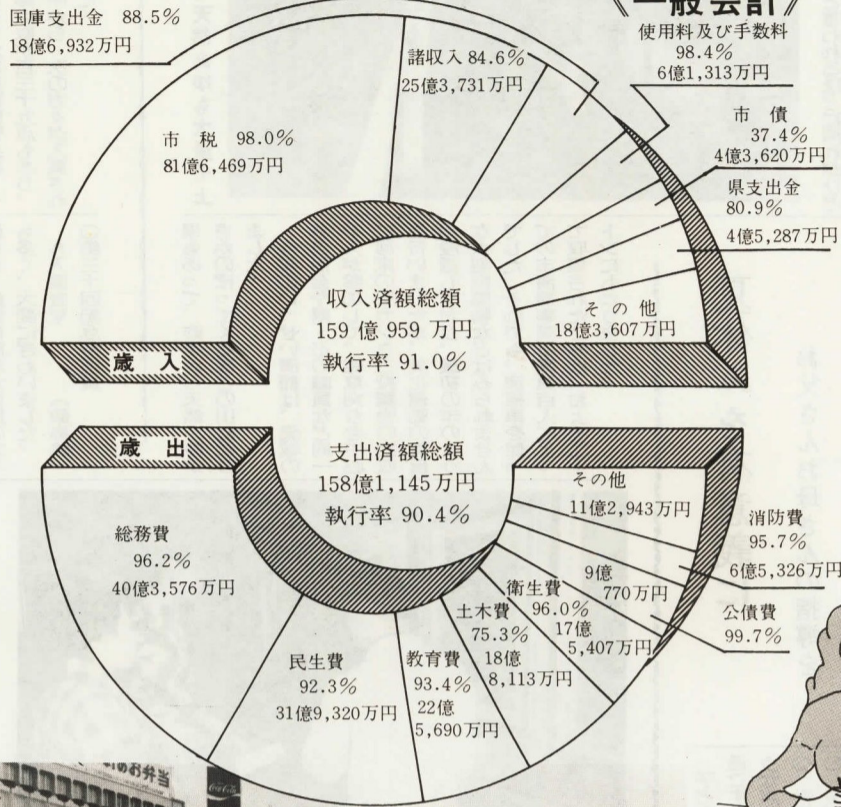 《一般会計》
国庫支出金 88.5%
18億6,932万円
諸収入 84.6%
25億3,731万円
使用料及び手数料
98.4%
6億1,313万円
市税 98.0%
81億6,469万円
市債
37.4%
4億3,620万円
県支出金
80.9%
4億5,287万円
その他
18億3,607万円
収入済額総額
159億959万円
執行率 91.0%
歳入
歳出
支出済額総額
158億1,145万円
執行率 90.4%
総務費
96.2%
40億3,576万円
民生費
92.3%
31億9,320万円
教育費
93.4%
22億
5,690万円
土木費
75.3%
18億
8,113万円
衛生費
96.0%
17億
5,407万円
9億
770万円
公債費
99.7%
消防費
95.7%
6億5,326万円
その他
11億2,943万円
お弁当
Coca-Cola